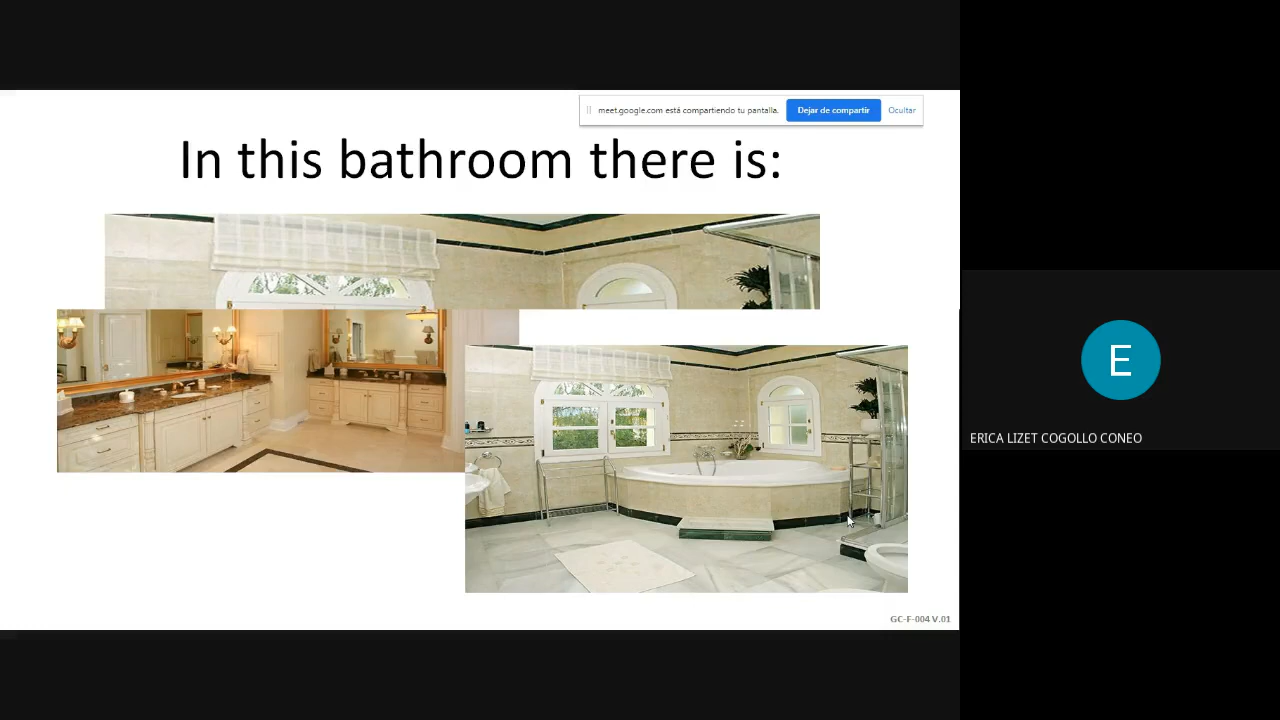 meet.google.com está compartiendo tu pantalla.
Dejar de compartir
Ocultar
In this bathroom there is:
E
ERICA LIZET COGOLLO CONEO
GC-F-004 V.01